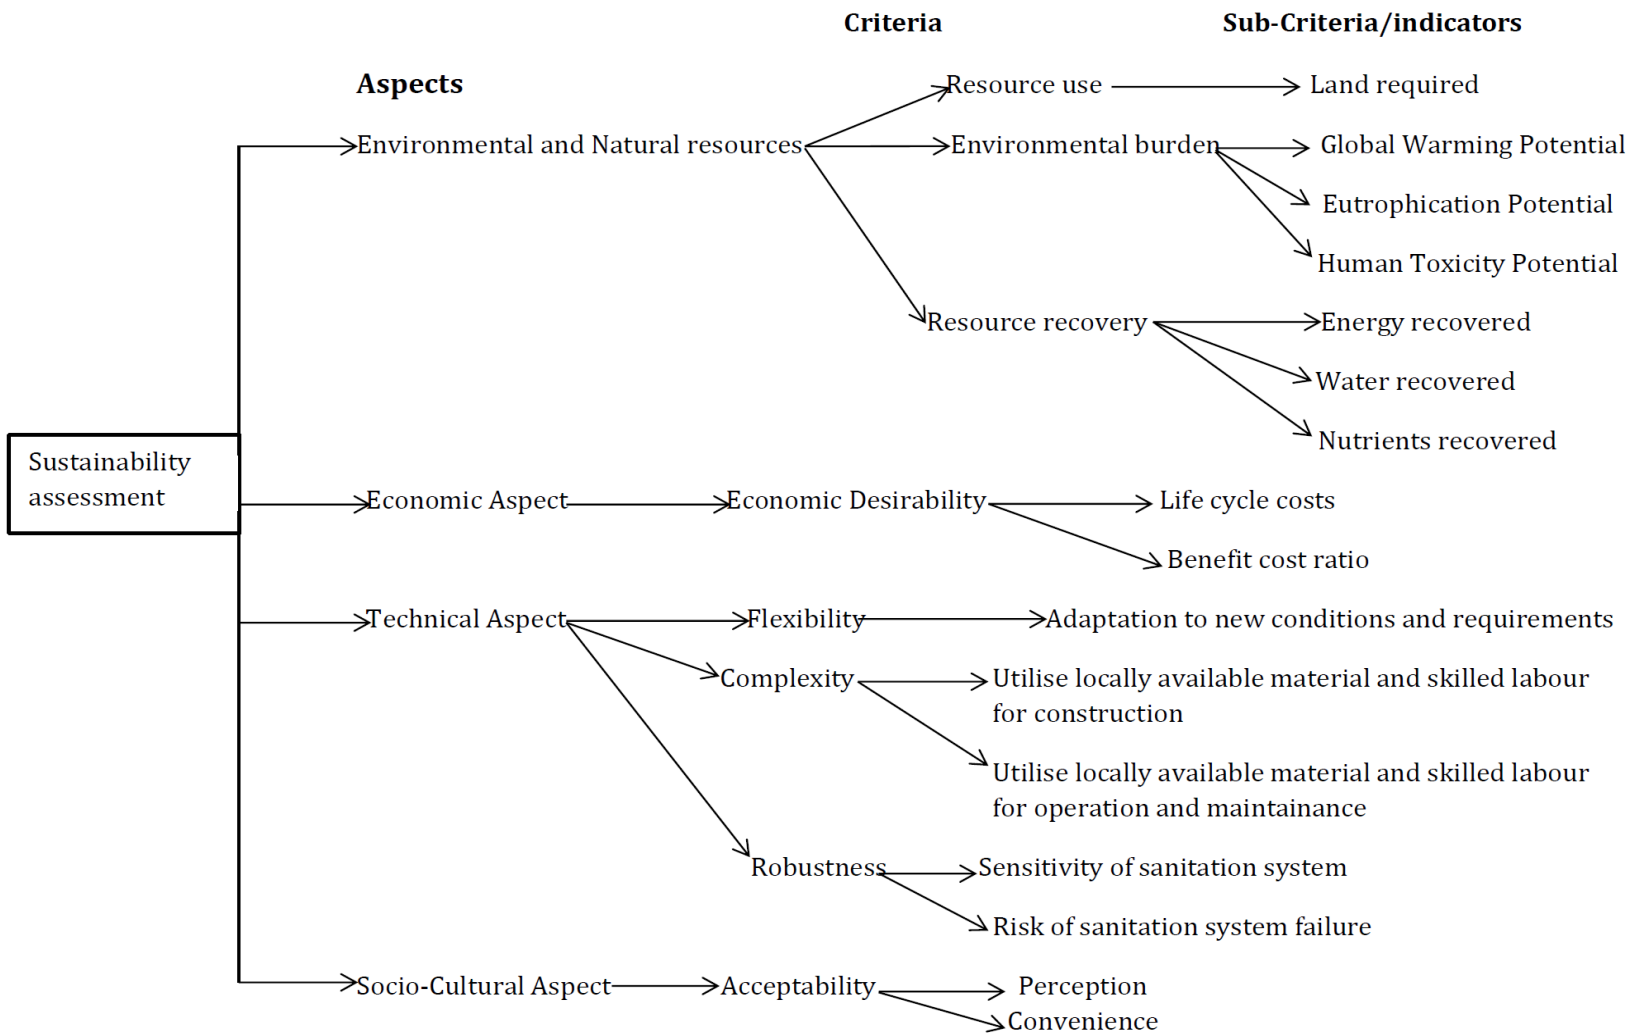 Criteria
Sub-Criteria/indicators
Aspects
Resource use
Land required
Environmental and Natural resources
Environmental burden
Global Warming Potential
Eutrophication Potential
Human Toxicity Potential
Resource recovery
Energy recovered
Water recovered
Nutrients recovered
Sustainability
assessment
Economic Aspect
Economic Desirability
Life cycle costs
Benefit cost ratio
Technical Aspect
Flexibility
Adaptation to new conditions and requirements
Complexity
Utilise locally available material and skilled labour
for construction
Utilise locally available material and skilled labour
for operation and maintainance
Robustness
Sensitivity of sanitation system
Risk of sanitation system failure
Socio-Cultural Aspect
Acceptability
Perception
Convenience